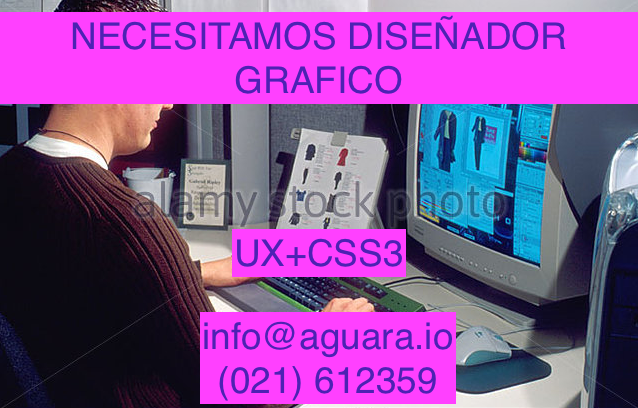 NECESITAMOS DISEÑADOR
GRAFICO
alamy stock photo
UX+CSS3
info@aguara.io
(021) 612359